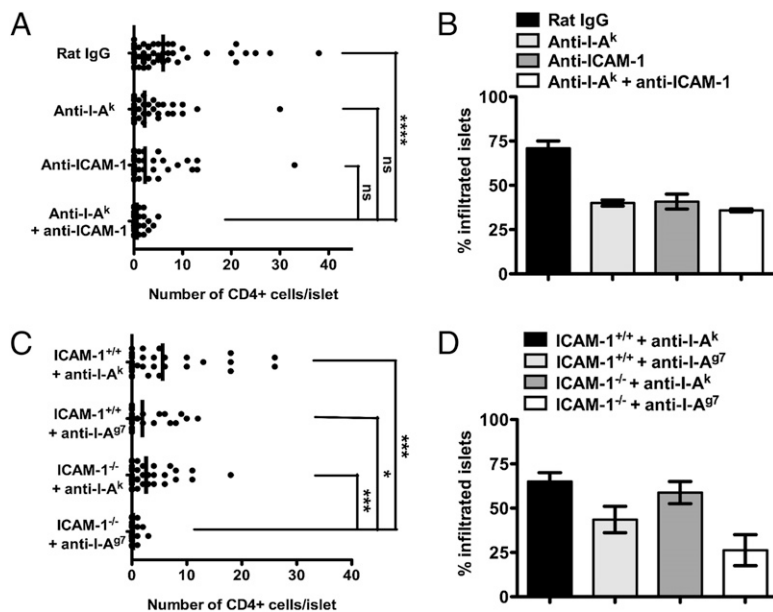 A
Rat IgG
Anti-I-Aᵏ
Anti-ICAM-1
Anti-I-Aᵏ
+ anti-ICAM-1
****
ns
ns
0 10 20 30 40
Number of CD4+ cells/islet
B
Rat IgG
Anti-I-Aᵏ
Anti-ICAM-1
Anti-I-Aᵏ + anti-ICAM-1
100
75
50
25
0
% infiltrated islets
C
ICAM-1⁺/⁺
+ anti-I-Aᵏ
ICAM-1⁺/⁺
+ anti-I-Aᵍ⁷
ICAM-1⁻/⁻
+ anti-I-Aᵏ
ICAM-1⁻/⁻
+ anti-I-Aᵍ⁷
***
*
***
0 10 20 30 40
Number of CD4+ cells/islet
D
ICAM-1⁺/⁺ + anti-I-Aᵏ
ICAM-1⁺/⁺ + anti-I-Aᵍ⁷
ICAM-1⁻/⁻ + anti-I-Aᵏ
ICAM-1⁻/⁻ + anti-I-Aᵍ⁷
100
75
50
25
0
% infiltrated islets